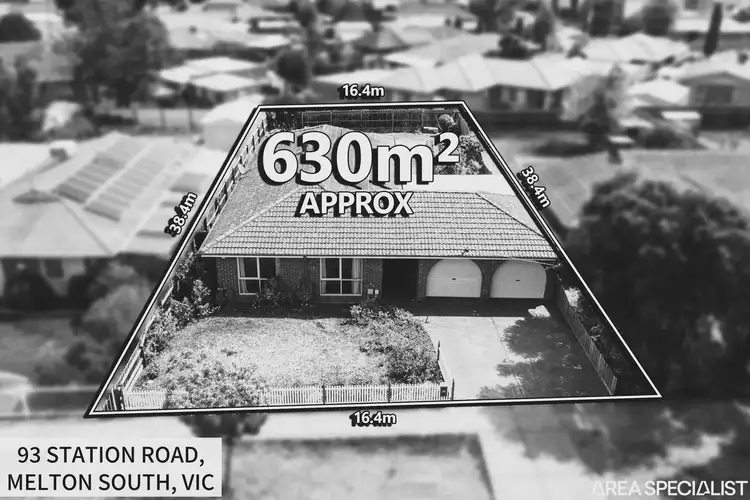 16.4m
630m²
APPROX
38.4m
38.4m
16.4m
93 STATION ROAD,
MELTON SOUTH, VIC
AREA SPECIALIST